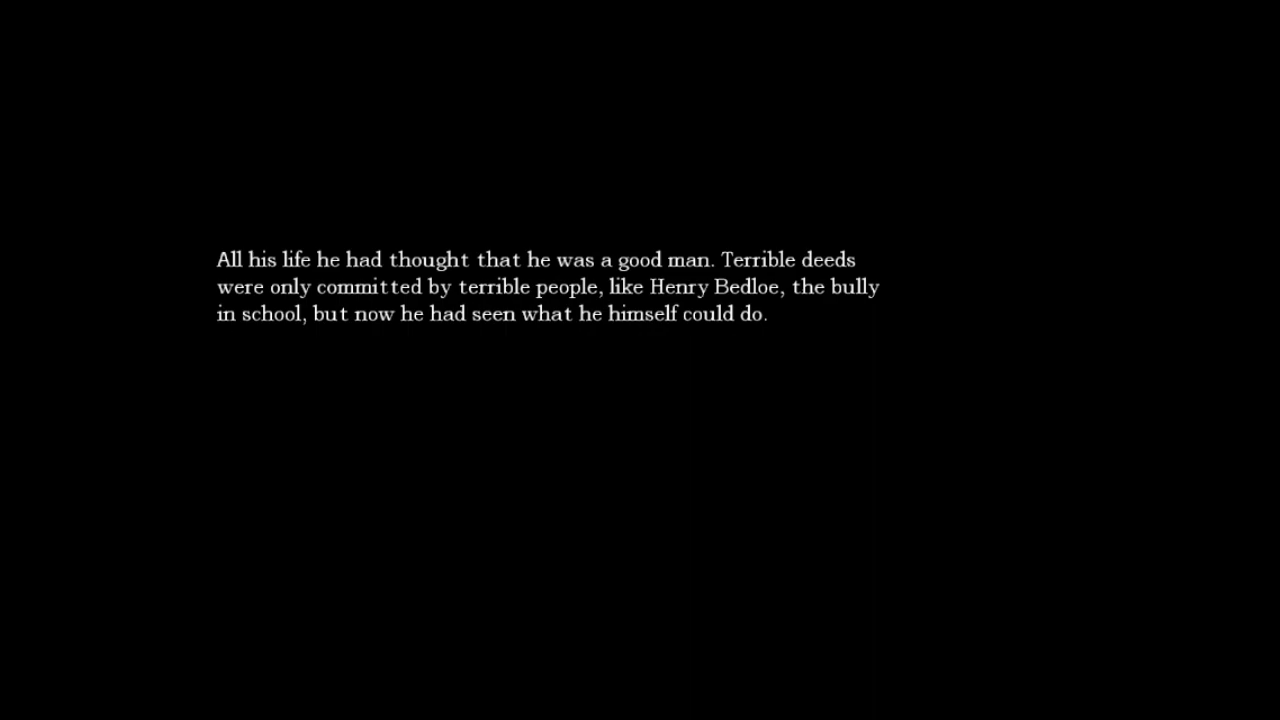 All his life he had thought that he was a good man. Terrible deeds
were only committed by terrible people, like Henry Bedloe, the bully
in school, but now he had seen what he himself could do.